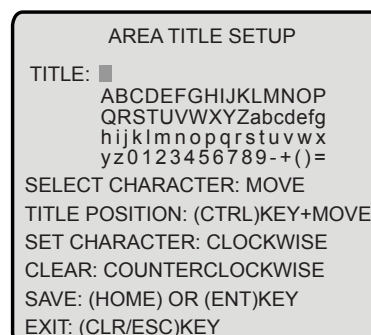 AREA TITLE SETUP
TITLE:
ABCDEFGHIJKLMNOP
QRSTUVWXYZabcdefg
hijklmnopqrstuvwx
yz0123456789-+()=
SELECT CHARACTER: MOVE
TITLE POSITION: (CTRL)KEY+MOVE
SET CHARACTER: CLOCKWISE
CLEAR: COUNTERCLOCKWISE
SAVE: (HOME) OR (ENT)KEY
EXIT: (CLR/ESC)KEY